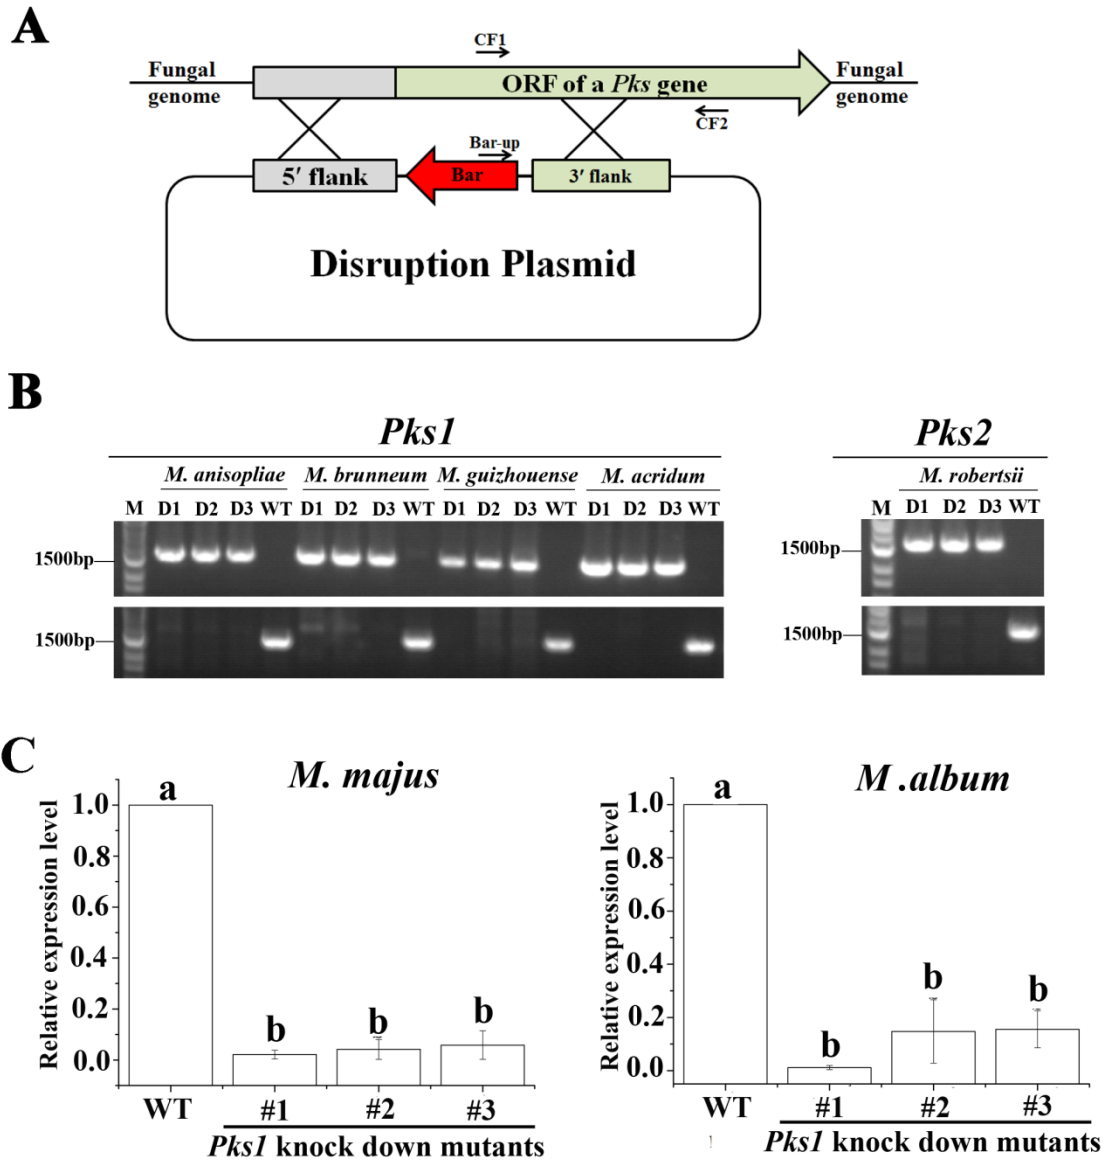 A
CF1
Fungal
genome
ORF of a Pks gene
Fungal
genome
CF2
Bar-up
5′ flank
Bar
3′ flank
Disruption Plasmid
B
Pks1
Pks2
M. anisopliae M. brunneum M. guizhouense M. acridum
M. robertsii
M D1 D2 D3 WT D1 D2 D3 WT D1 D2 D3 WT D1 D2 D3 WT
M D1 D2 D3 WT
1500bp
1500bp
1500bp
1500bp
C
M. majus
Relative expression level
1.0
0.8
0.6
0.4
0.2
0.0
a
b
b
b
WT
#1
#2
#3
Pks1 knock down mutants
M .album
Relative expression level
1.0
0.8
0.6
0.4
0.2
0.0
a
b
b
b
WT
#1
#2
#3
Pks1 knock down mutants